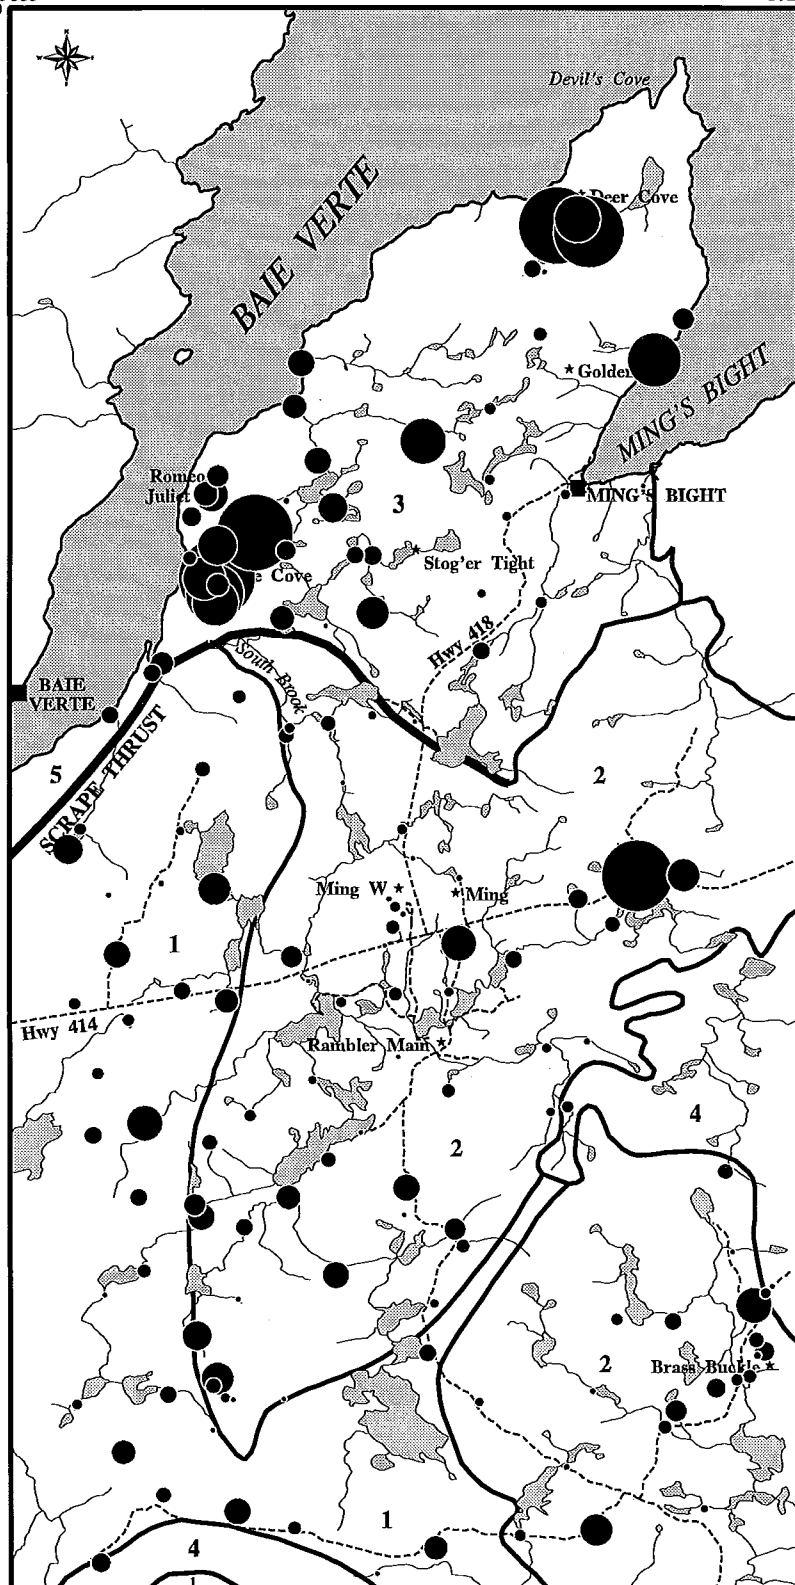 N
W
Devil's Cove
Deer Cove
BAIE VERTE
Golden
MING'S BIGHT
Romeo
Juliet
3
MING'S BIGHT
Stog'er Tight
e Cove
Hwy 418
South Brook
BAIE
VERTE
SCRAPE THRUST
5
2
Ming W
Ming
1
Hwy 414
Rambler Main
4
2
2
Brass Buckle
1
4
1